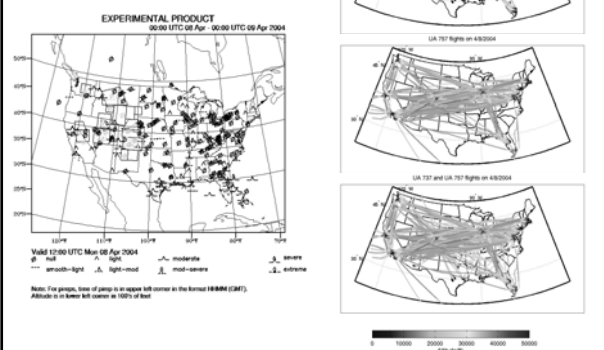 EXPERIMENTAL PRODUCT
00:00 UTC 08 Apr - 00:00 UTC 09 Apr 2004
Valid 12:00 UTC Mon 08 Apr 2004
null light moderate severe
smooth-light light-mod mod-severe extreme
Note: For pireps, time of pirep is in upper left corner in the format HHMM (GMT).
Altitude is in lower left corner in 100's of feet
UA 757 flights on 4/8/2004
UA 737 and UA 757 flights on 4/8/2004
0 10000 20000 30000 40000 50000